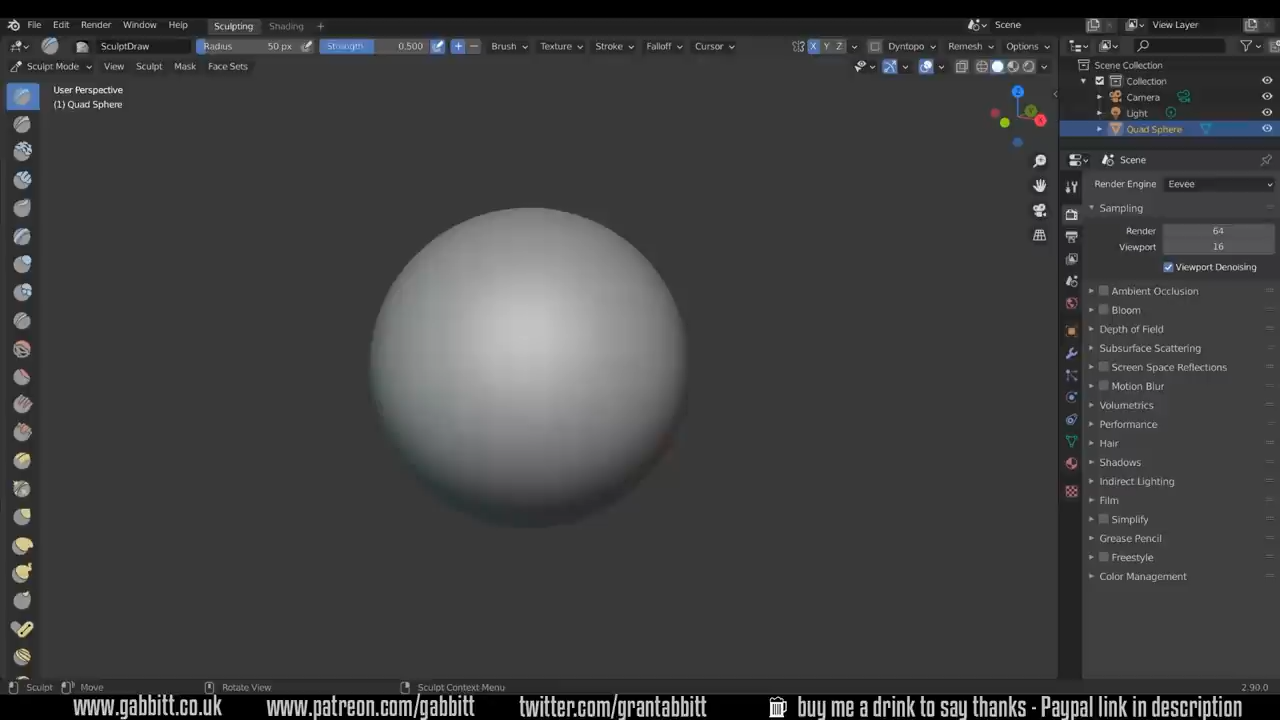 File Edit Render Window Help Sculpting Shading + Scene View Layer
SculptDraw Radius 50 px Strength 0.500 Brush Texture Stroke Falloff Cursor X Y Z Dyntopo Remesh Options
Sculpt Mode View Sculpt Mask Face Sets
User Perspective
(1) Quad Sphere
Z
Y
X
Scene Collection
Collection
Camera
Light
Quad Sphere
Scene
Render Engine Eevee
Sampling
Render 64
Viewport 16
Viewport Denoising
Ambient Occlusion
Bloom
Depth of Field
Subsurface Scattering
Screen Space Reflections
Motion Blur
Volumetrics
Performance
Hair
Shadows
Indirect Lighting
Film
Simplify
Grease Pencil
Freestyle
Color Management
Sculpt Move Rotate View Sculpt Context Menu 2.90.0
www.gabbitt.co.uk www.patreon.com/gabbitt twitter.com/grantabbitt buy me a drink to say thanks - Paypal link in description